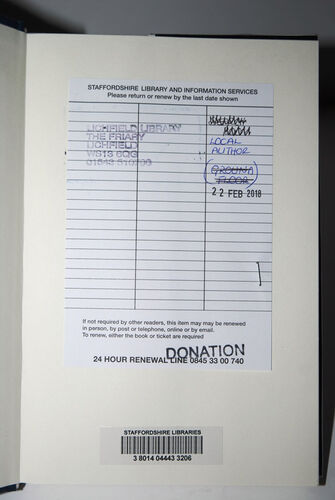 STAFFORDSHIRE LIBRARY AND INFORMATION SERVICES
Please return or renew by the last date shown
LICHFIELD LIBRARY
THE FRIARY
LICHFIELD
WS13 6QG
01543 510700
LOCAL
AUTHOR
GROUND
FLOOR
22 FEB 2018
If not required by other readers, this item may may be renewed
in person, by post or telephone, online or by email.
To renew, either the book or ticket are required
DONATION
24 HOUR RENEWAL LINE 0845 33 00 740
STAFFORDSHIRE LIBRARIES
3 8014 04443 3206